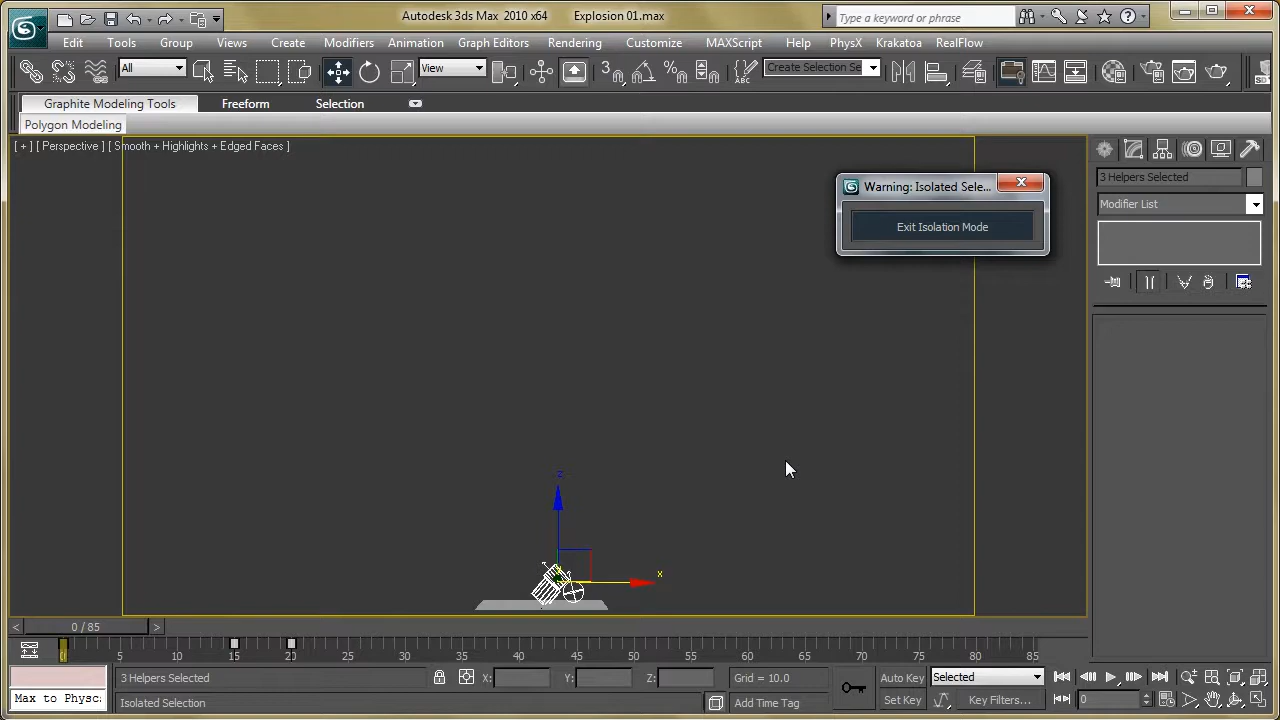 Autodesk 3ds Max 2010 x64 Explosion 01.max
Type a keyword or phrase
Edit Tools Group Views Create Modifiers Animation Graph Editors Rendering Customize MAXScript Help PhysX Krakatoa RealFlow
All View 3 ABC Create Selection Se
Graphite Modeling Tools Freeform Selection
Polygon Modeling
[ + ] [ Perspective ] [ Smooth + Highlights + Edged Faces ]
Warning: Isolated Sele...
Exit Isolation Mode
3 Helpers Selected
Modifier List
z
x
< 0 / 85 >
0 5 10 15 20 25 30 35 40 45 50 55 60 65 70 75 80 85
3 Helpers Selected X: Y: Z: Grid = 10.0 Auto Key Selected
Max to Physc: Isolated Selection Add Time Tag Set Key Key Filters... 0